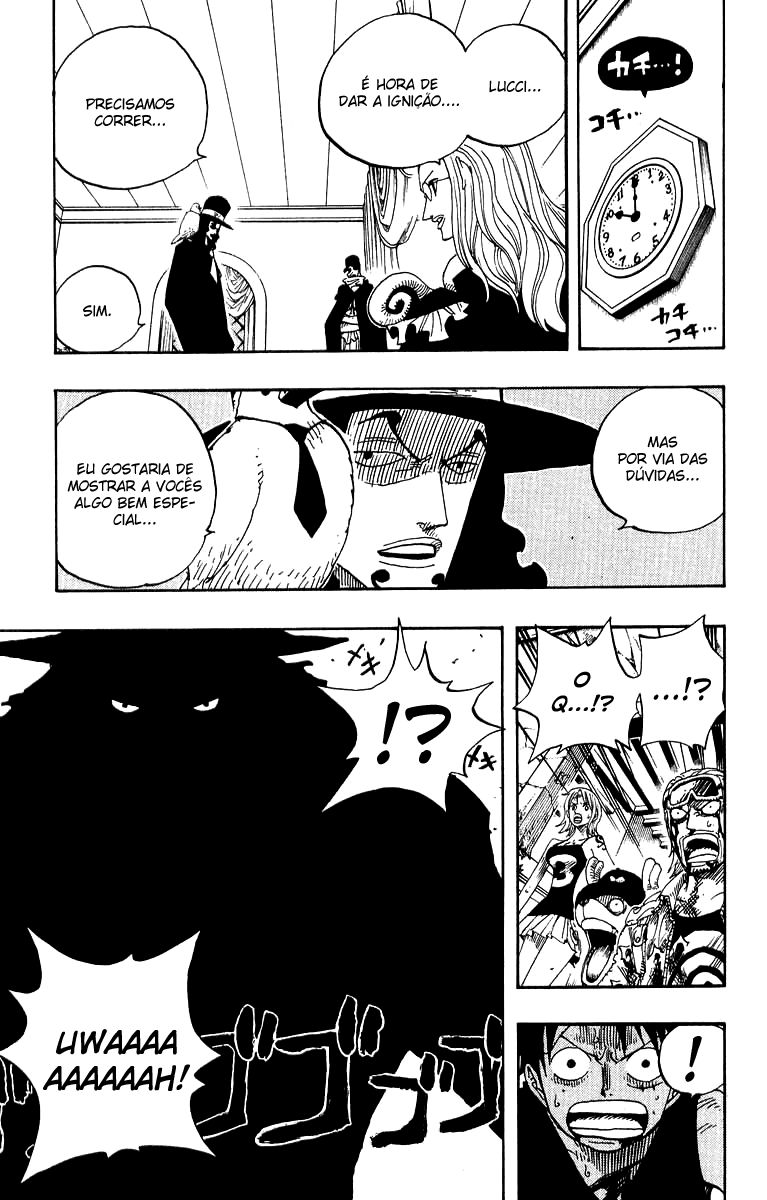 カチ…!
コチ…
12
カチ
コチ…
LUCCI...
É HORA DE
DAR A IGNIÇÃO....
PRECISAMOS
CORRER...
SIM.
MAS
POR VIA DAS
DÚVIDAS...
EU GOSTARIA DE
MOSTRAR A VOCÊS
ALGO BEM ESPE-
CIAL...
...!?
O
Q...!?
3
!
!?
メキ
メキ
UWAAAA
AAAAAAH!
ゴゴゴゴ